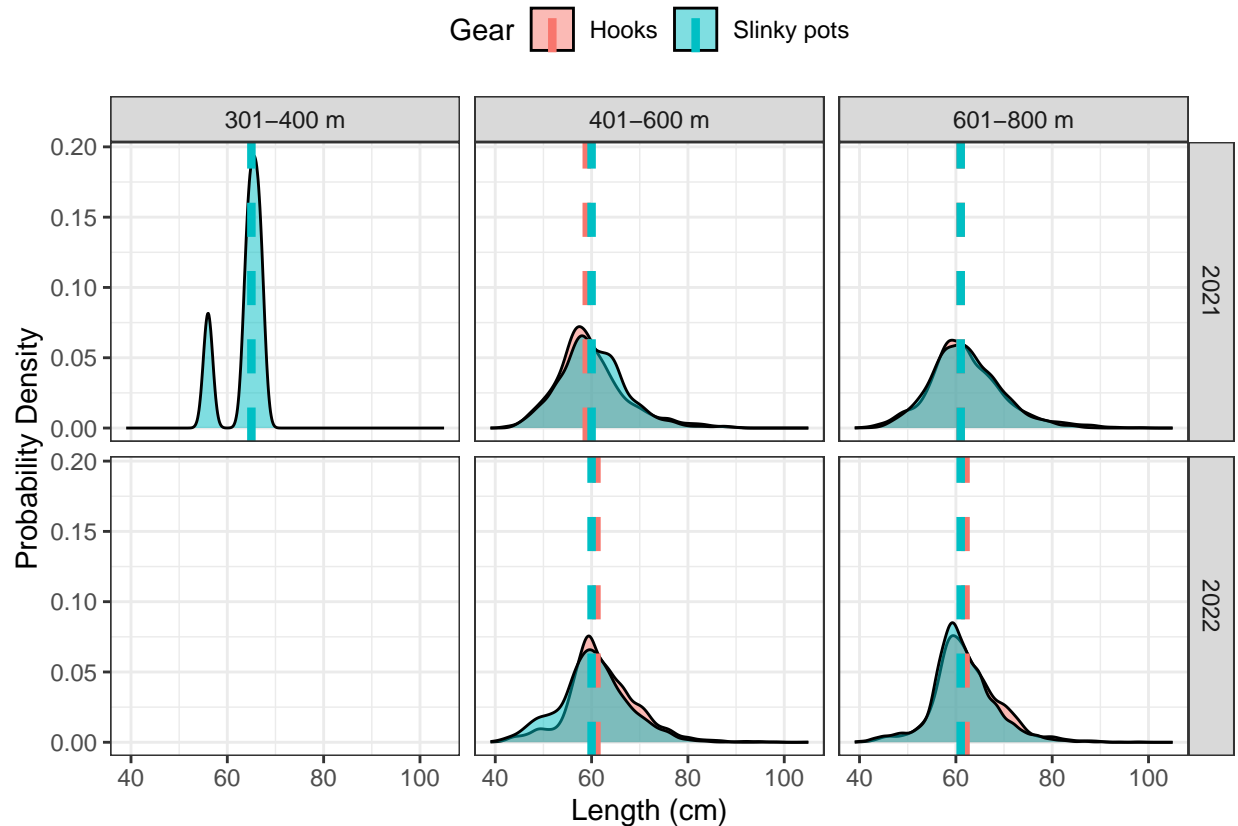 Gear Hooks Slinky pots
301−400 m 401−600 m 601−800 m
0.20
0.15
0.10
0.05
0.00
2021
Probability Density
0.20
0.15
0.10
0.05
0.00
2022
40 60 80 100 40 60 80 100 40 60 80 100
Length (cm)